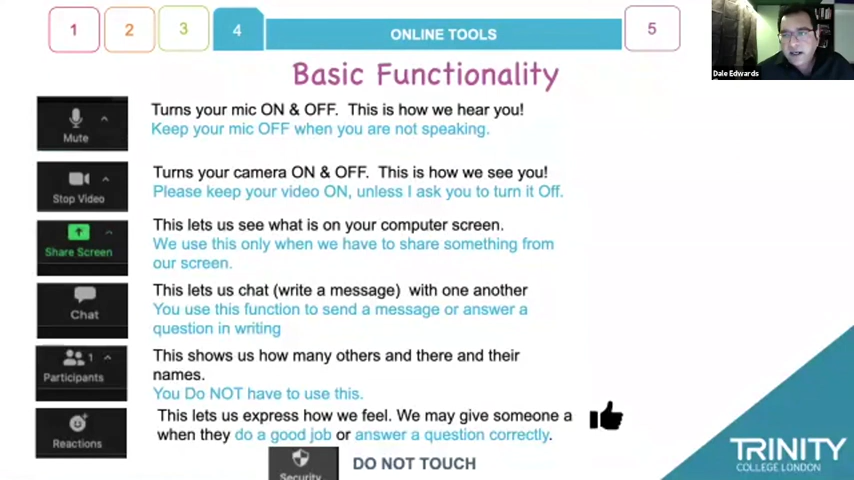 1
2
3
4
ONLINE TOOLS
5
Dale Edwards
Basic Functionality
Mute
Turns your mic ON & OFF. This is how we hear you!
Keep your mic OFF when you are not speaking.
Stop Video
Turns your camera ON & OFF. This is how we see you!
Please keep your video ON, unless I ask you to turn it Off.
Share Screen
This lets us see what is on your computer screen.
We use this only when we have to share something from
our screen.
Chat
This lets us chat (write a message) with one another
You use this function to send a message or answer a
question in writing
1
Participants
This shows us how many others and there and their
names.
You Do NOT have to use this.
Reactions
This lets us express how we feel. We may give someone a
when they do a good job or answer a question correctly.
Security
DO NOT TOUCH
TRINITY
COLLEGE LONDON